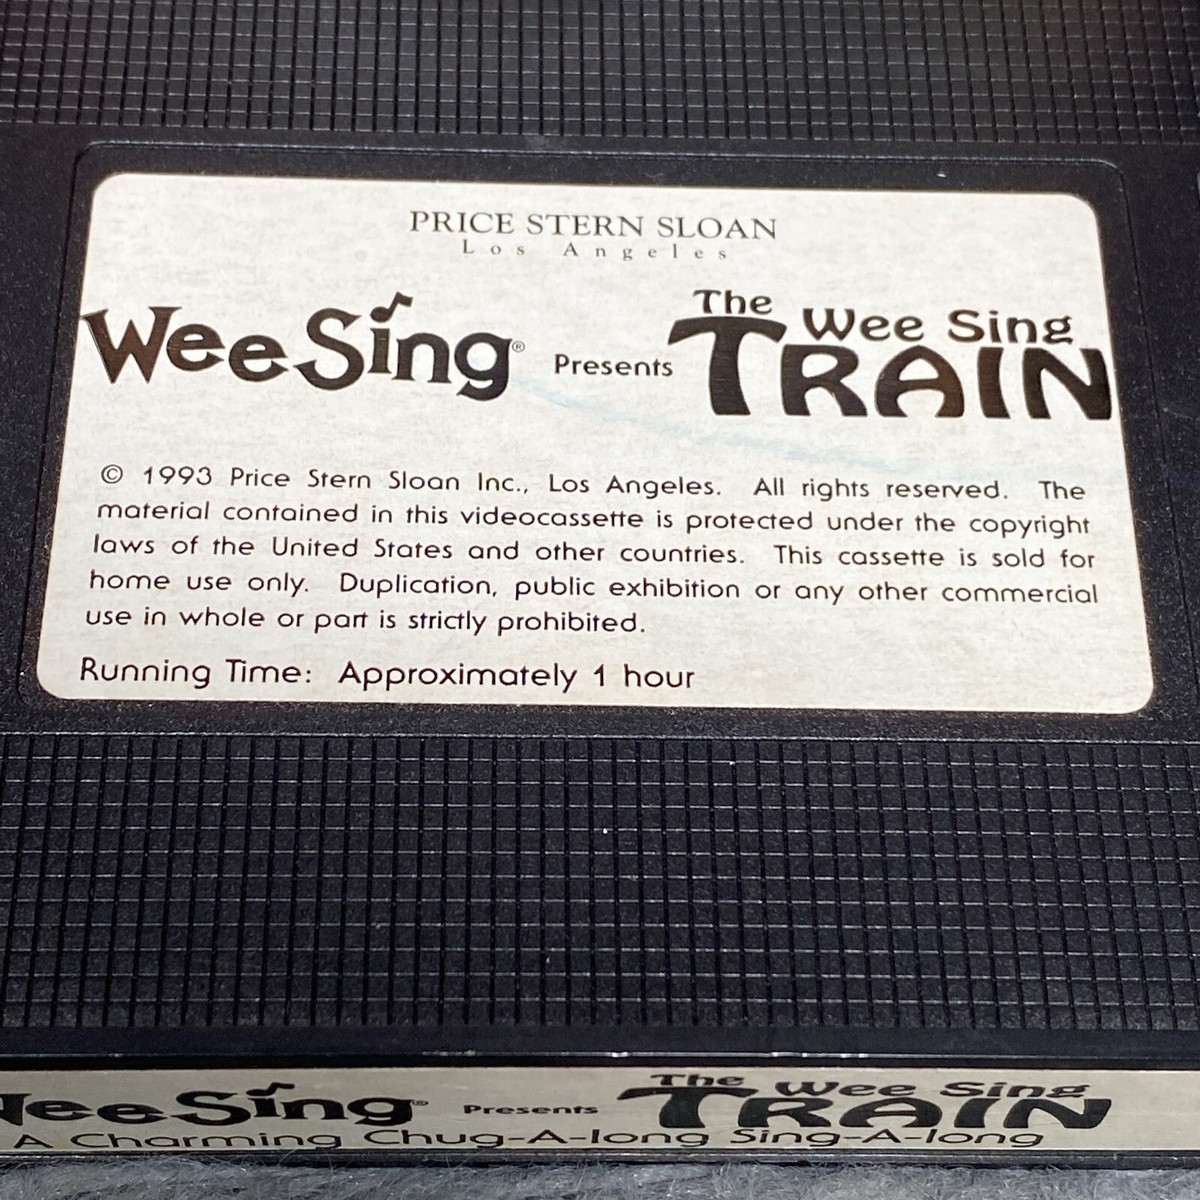 PRICE STERN SLOAN
Los Angeles
Wee Sing® Presents The Wee Sing TRAIN
© 1993 Price Stern Sloan Inc., Los Angeles. All rights reserved. The
material contained in this videocassette is protected under the copyright
laws of the United States and other countries. This cassette is sold for
home use only. Duplication, public exhibition or any other commercial
use in whole or part is strictly prohibited.
Running Time: Approximately 1 hour
Wee Sing® Presents The Wee Sing TRAIN
A Charming Chug-A-long Sing-A-long